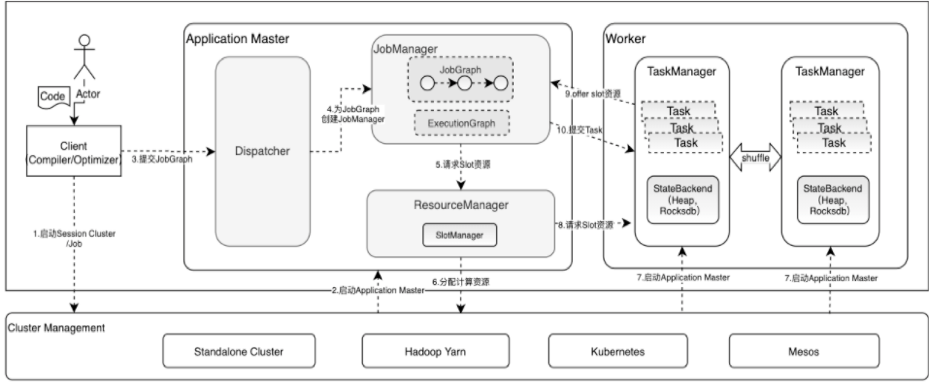 Actor
Code
Client
(Compiler/Optimizer)
1.启动Session Cluster
/Job
3.提交JobGraph
Application Master
Dispatcher
4.为JobGraph
创建JobManager
JobManager
JobGraph
ExecutionGraph
5.请求Slot资源
ResourceManager
SlotManager
2.启动Application Master
6.分配计算资源
9.offer slot资源
10.提交Task
8.请求Slot资源
Worker
TaskManager
Task
Task
Task
StateBackend
(Heap,
Rocksdb)
shuffle
TaskManager
Task
Task
Task
StateBackend
(Heap,
Rocksdb)
7.启动Application Master
7.启动Application Master
Cluster Management
Standalone Cluster
Hadoop Yarn
Kubernetes
Mesos